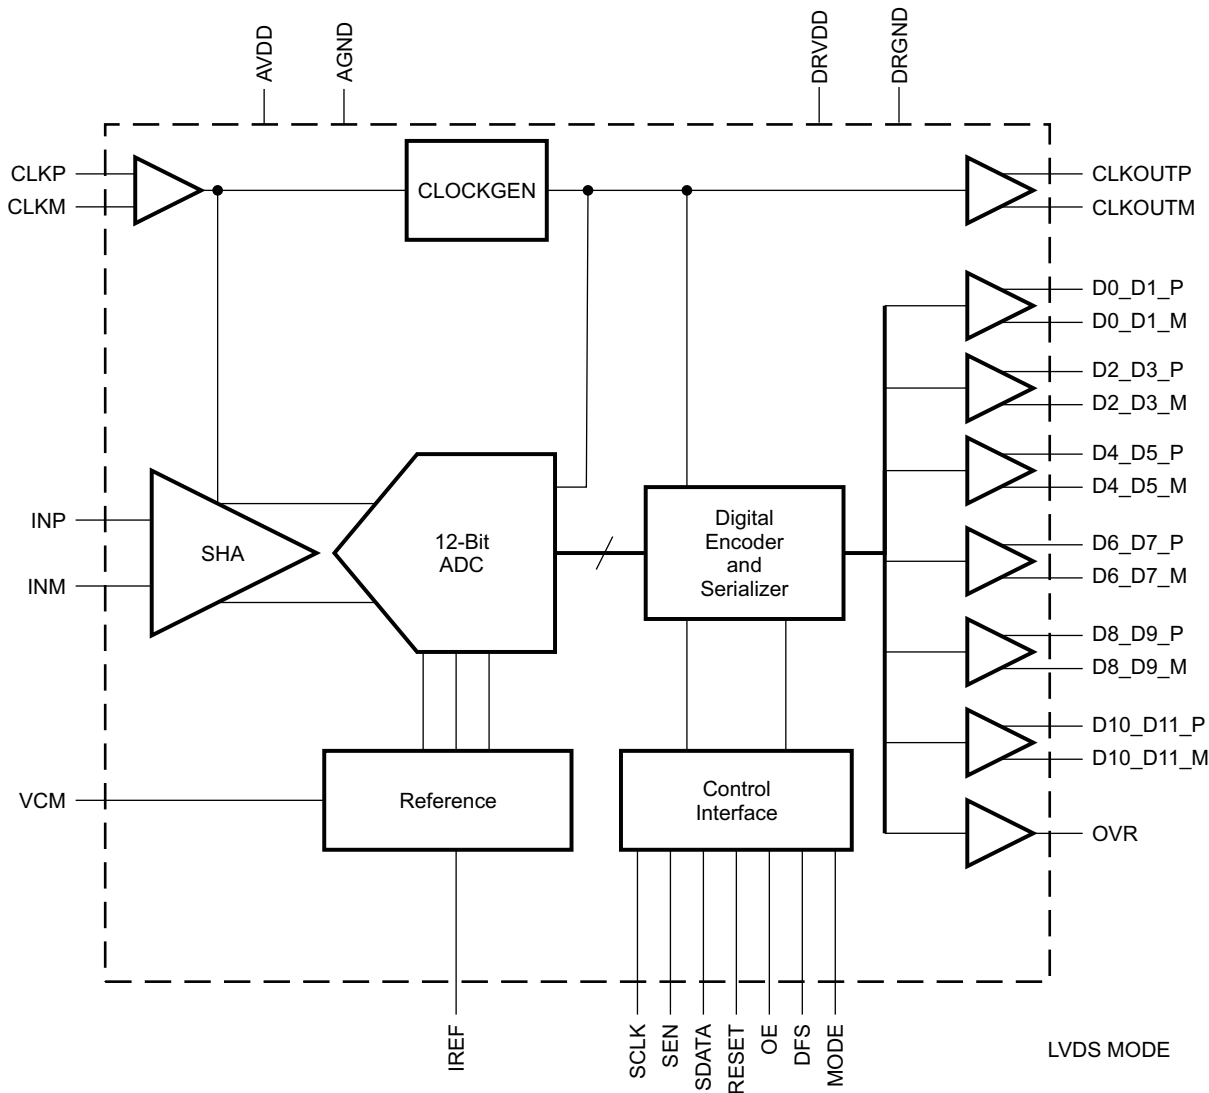 AVDD
AGND
DRVDD
DRGND
CLKP
CLKM
CLOCKGEN
CLKOUTP
CLKOUTM
D0_D1_P
D0_D1_M
D2_D3_P
D2_D3_M
D4_D5_P
D4_D5_M
INP
INM
SHA
12-Bit
ADC
Digital
Encoder
and
Serializer
D6_D7_P
D6_D7_M
D8_D9_P
D8_D9_M
D10_D11_P
D10_D11_M
VCM
Reference
Control
Interface
OVR
IREF
SCLK
SEN
SDATA
RESET
OE
DFS
MODE
LVDS MODE